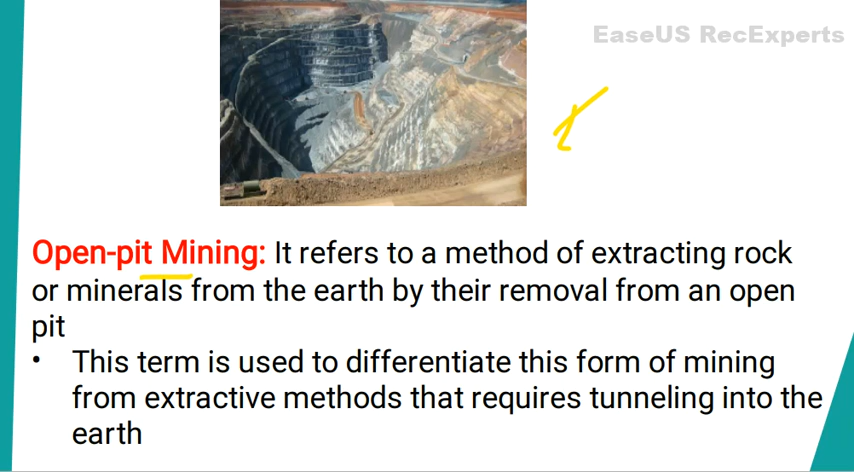 EaseUS RecExperts
Open-pit Mining: It refers to a method of extracting rock
or minerals from the earth by their removal from an open
pit
• This term is used to differentiate this form of mining
from extractive methods that requires tunneling into the
earth